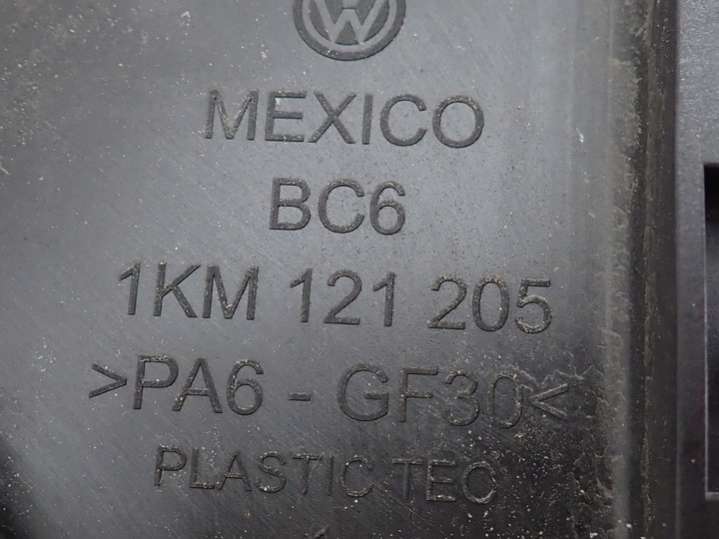 MEXICO
BC6
1KM 121 205
>PA6 - GF30<
PLASTIC TEC